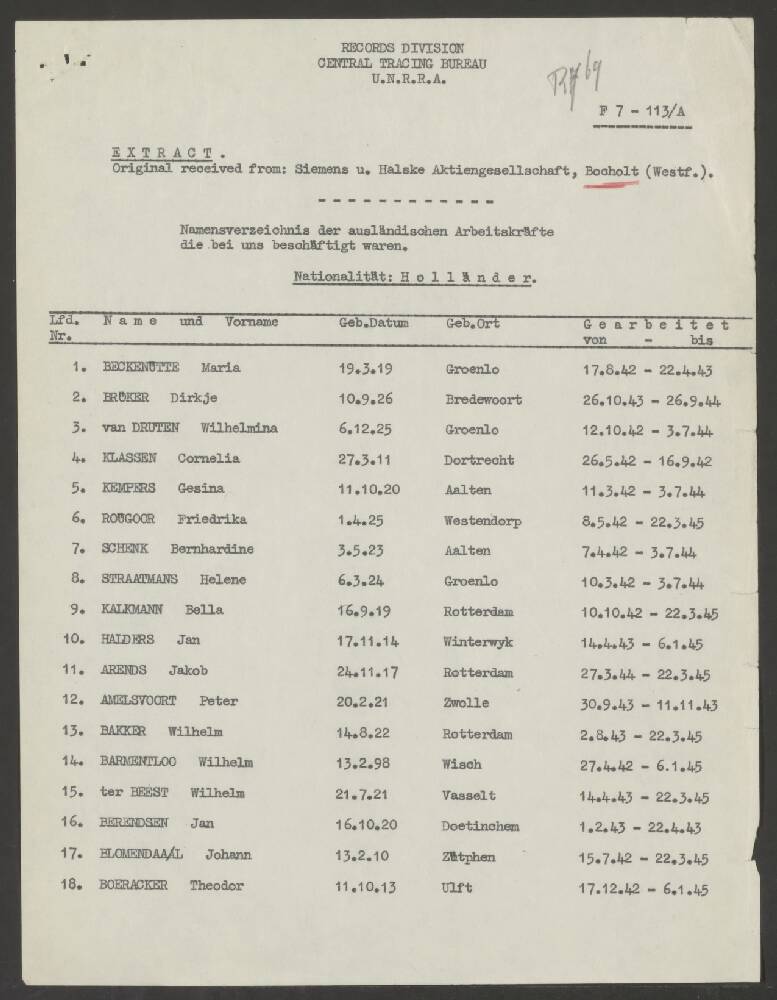 - 1 -
RECORDS DIVISION
CENTRAL TRACING BUREAU
U.N.R.R.A.
69
F 7 - 113/A
EXTRACT.
Original received from: Siemens u. Halske Aktiengesellschaft, Bocholt (Westf.).
Namensverzeichnis der ausländischen Arbeitskräfte
die bei uns beschäftigt waren.
Nationalität: Holländer.
Lfd. Name und Vorname Geb.Datum Geb.Ort Gearbeitet
Nr. von - bis
1. BECKENÜTTE Maria 19.3.19 Groenlo 17.8.42 - 22.4.43
2. BRÖKER Dirkje 10.9.26 Bredewoort 26.10.43 - 26.9.44
3. van DRUTEN Wilhelmina 6.12.25 Groenlo 12.10.42 - 3.7.44
4. KLASSEN Cornelia 27.3.11 Dortrecht 26.5.42 - 16.9.42
5. KEMPERS Gesina 11.10.20 Aalten 11.3.42 - 3.7.44
6. ROUGOOR Friedrika 1.4.25 Westendorp 8.5.42 - 22.3.45
7. SCHENK Bernhardine 3.5.23 Aalten 7.4.42 - 3.7.44
8. STRAATMANS Helene 6.3.24 Groenlo 10.3.42 - 3.7.44
9. KALKMANN Bella 16.9.19 Rotterdam 10.10.42 - 22.3.45
10. HALDERS Jan 17.11.14 Winterwyk 14.4.43 - 6.1.45
11. ARENDS Jakob 24.11.17 Rotterdam 27.3.44 - 22.3.45
12. AMELSVOORT Peter 20.2.21 Zwolle 30.9.43 - 11.11.43
13. BAKKER Wilhelm 14.8.22 Rotterdam 2.8.43 - 22.3.45
14. BARMENTLOO Wilhelm 13.2.98 Wisch 27.4.42 - 6.1.45
15. ter BEEST Wilhelm 21.7.21 Vasselt 14.4.43 - 22.3.45
16. BERENDSEN Jan 16.10.20 Doetinchem 1.2.43 - 22.4.43
17. BLOMENDAAL Johann 13.2.10 Zütphen 15.7.42 - 22.3.45
18. BOERACKER Theodor 11.10.13 Ulft 17.12.42 - 6.1.45